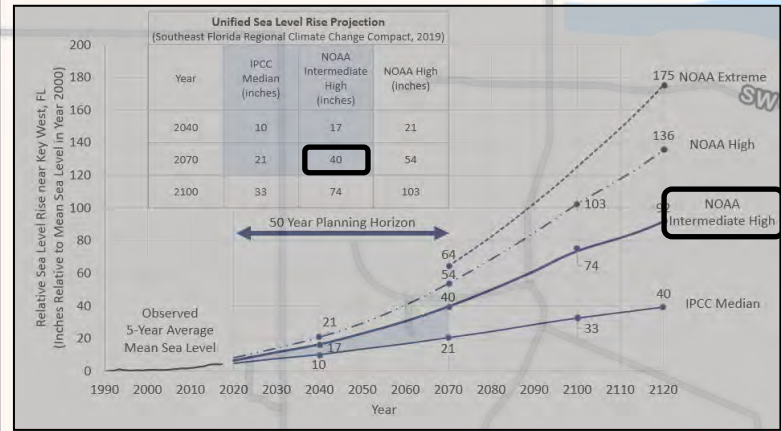 Unified Sea Level Rise Projection
(Southeast Florida Regional Climate Change Compact, 2019)
Year
IPCC
Median
(inches)
NOAA
Intermediate
High
(inches)
NOAA High
(inches)
2040 10 17 21
2070 21 40 54
2100 33 74 103
Relative Sea Level Rise near Key West, FL
(Inches Relative to Mean Sea Level in Year 2000)
200
180
160
140
120
100
80
60
40
20
0
50 Year Planning Horizon
Observed
5-Year Average
Mean Sea Level
175 NOAA Extreme
SW
136
NOAA High
103
92
NOAA
Intermediate High
64
54
40
74
40
IPCC Median
21
17
10
21
33
1990 2000 2010 2020 2030 2040 2050 2060 2070 2080 2090 2100 2110 2120
Year